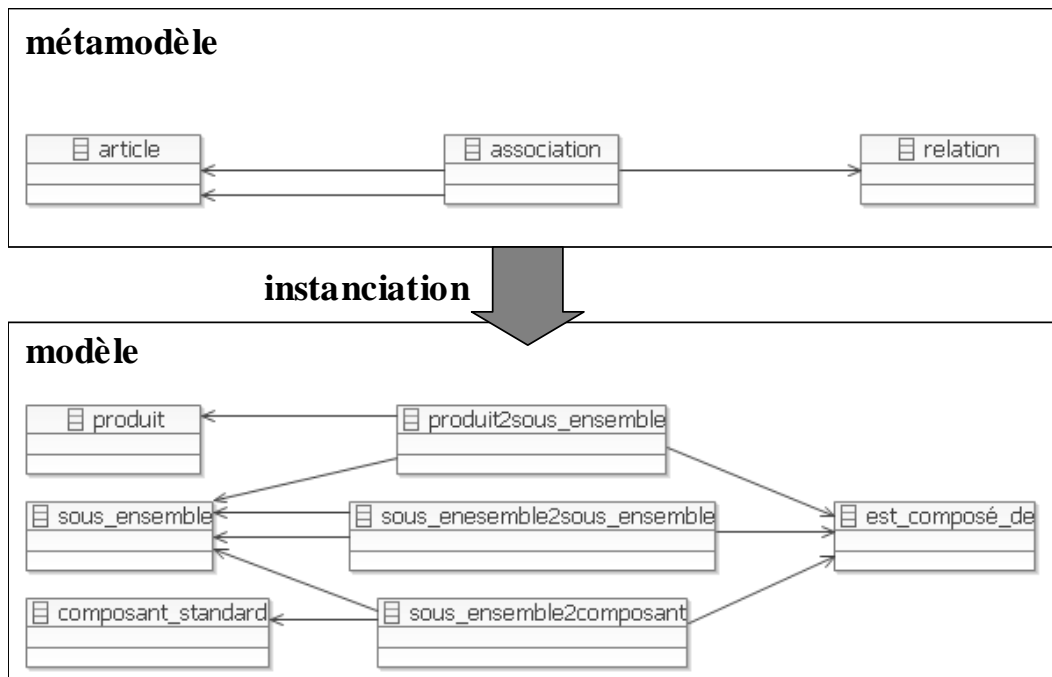 métamodèle
article
association
relation
instanciation
modèle
produit
produit2sous_ensemble
sous_ensemble
sous_enesemble2sous_ensemble
est_composé_de
composant_standard
sous_ensemble2composant